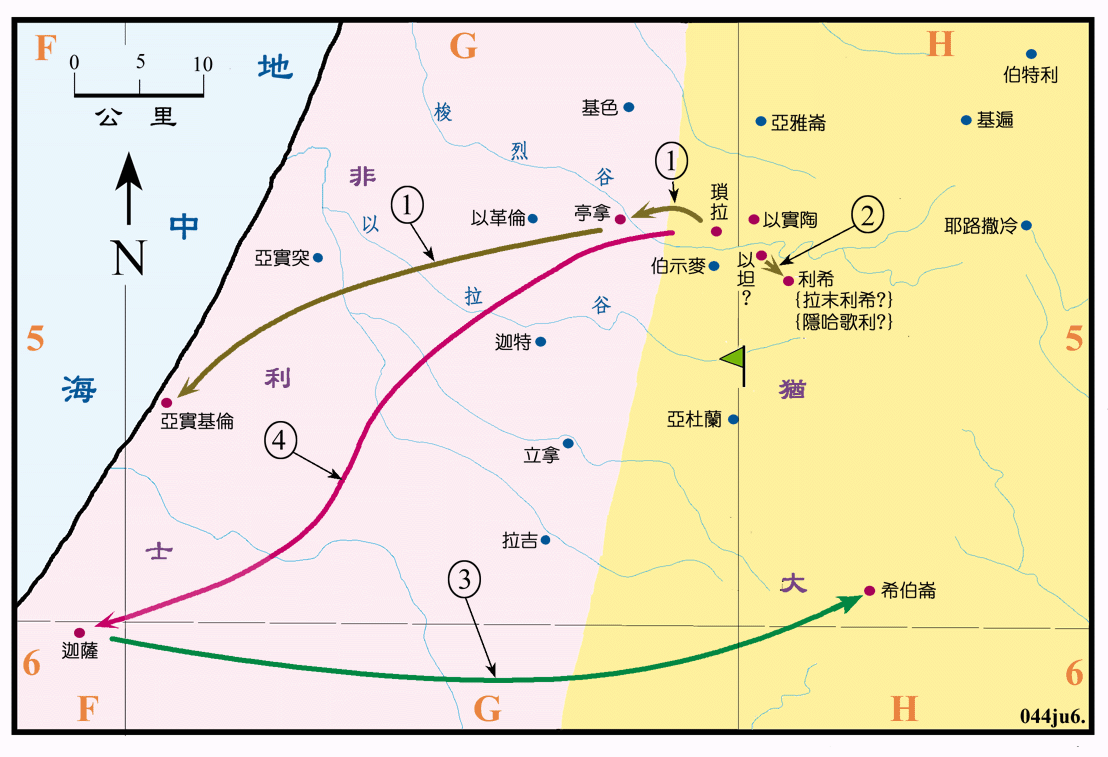 F
G
H
0
5
10
公里
地
中
海
N
伯特利
基色
亞雅崙
基遍
梭
烈
谷
非
利
士
①
①
瑣
拉
以革倫
亭拿
以實陶
②
耶路撒冷
以
拉
谷
亞實突
伯示麥
以
坦
?
利希
{拉末利希?}
{隱哈歌利?}
5
5
迦特
猶
大
亞實基倫
亞杜蘭
④
立拿
拉吉
③
希伯崙
迦薩
6
6
F
G
H
044ju6.